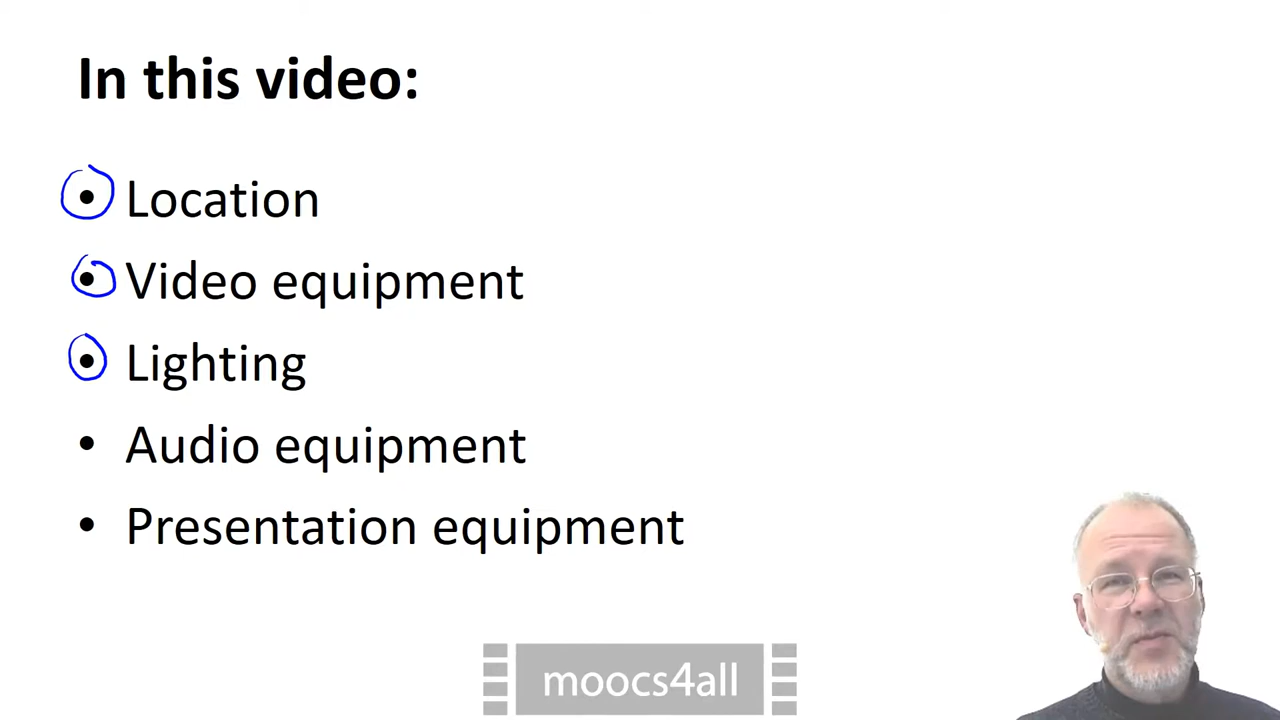 In this video:
• Location
• Video equipment
• Lighting
• Audio equipment
• Presentation equipment
moocs4all